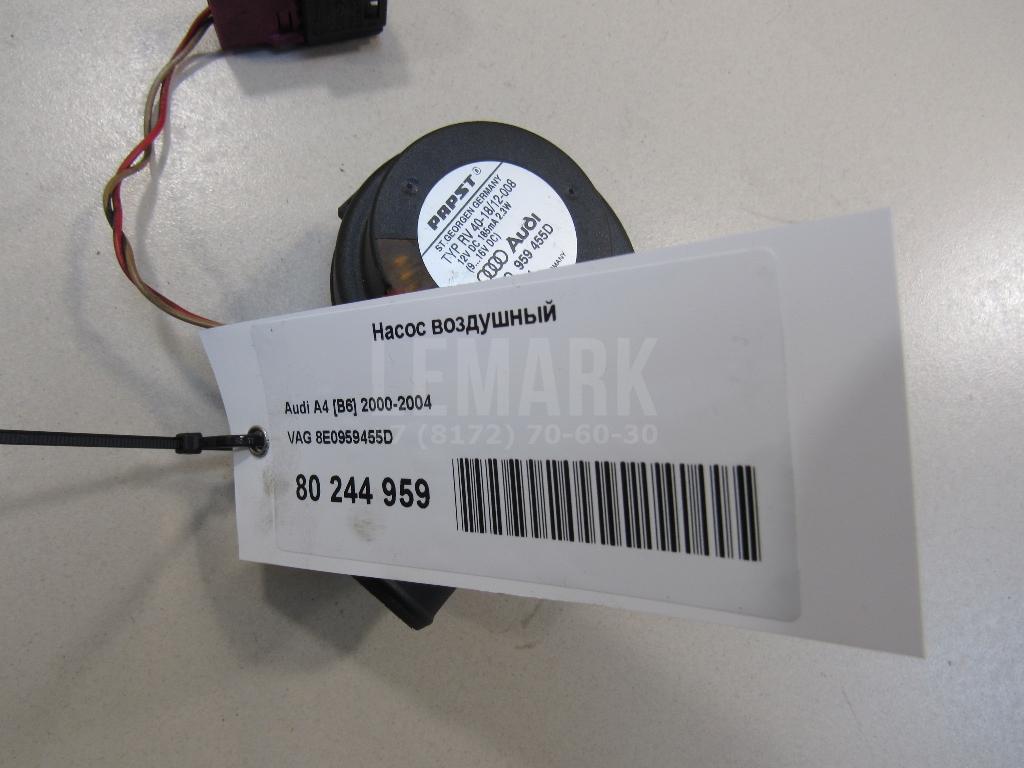 PAPST ®
ST.GEORGEN GERMANY
TYP RV 40-18/12-008
12V DC 185mA 2.3W
(9...16V DC)
Audi
959 455D
Насос воздушный
LEMARK
Audi A4 [B6] 2000-2004
VAG 8E0959455D
7 (8172) 70-60-30
80 244 959